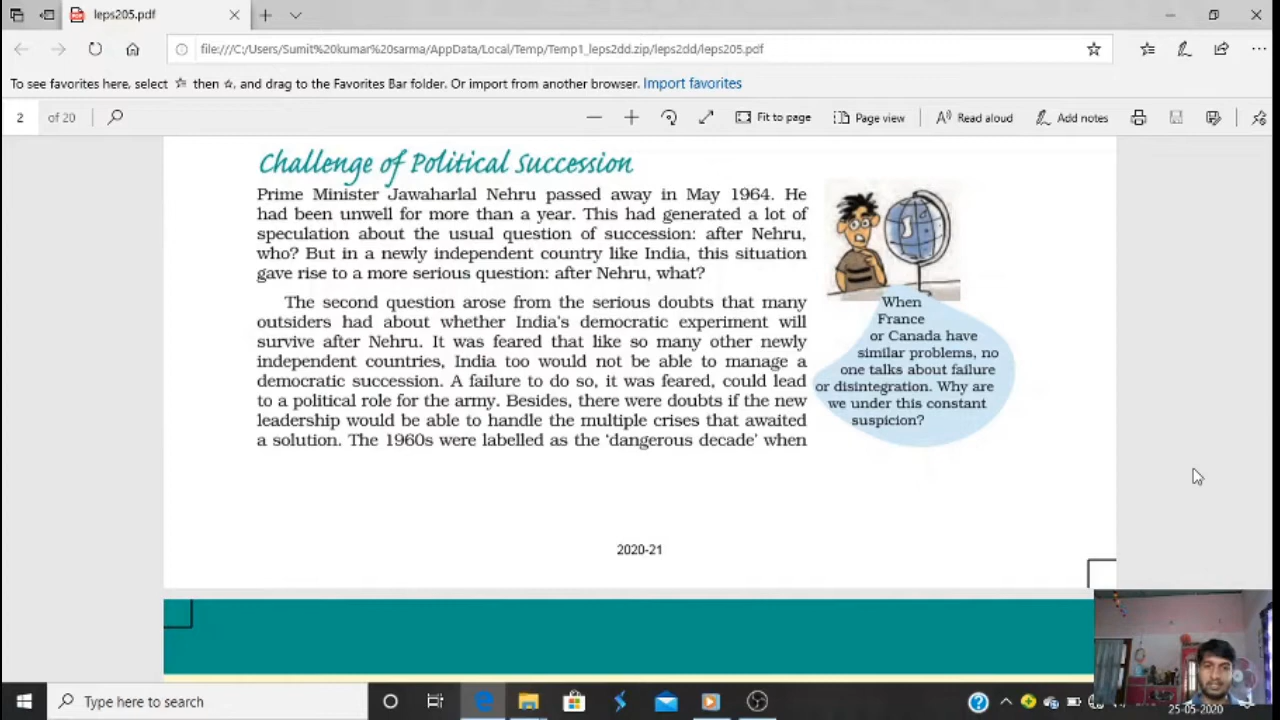 leps205.pdf
file:///C:/Users/Sumit%20kumar%20sarma/AppData/Local/Temp/Temp1_leps2dd.zip/leps2dd/leps205.pdf
To see favorites here, select then, and drag to the Favorites Bar folder. Or import from another browser. Import favorites
2 of 20 Fit to page Page view Read aloud Add notes
Challenge of Political Succession
Prime Minister Jawaharlal Nehru passed away in May 1964. He
had been unwell for more than a year. This had generated a lot of
speculation about the usual question of succession: after Nehru,
who? But in a newly independent country like India, this situation
gave rise to a more serious question: after Nehru, what?
The second question arose from the serious doubts that many
outsiders had about whether India's democratic experiment will
survive after Nehru. It was feared that like so many other newly
independent countries, India too would not be able to manage a
democratic succession. A failure to do so, it was feared, could lead
to a political role for the army. Besides, there were doubts if the new
leadership would be able to handle the multiple crises that awaited
a solution. The 1960s were labelled as the 'dangerous decade' when
When
France
or Canada have
similar problems, no
one talks about failure
or disintegration. Why are
we under this constant
suspicion?
2020-21
Type here to search
25-05-2020